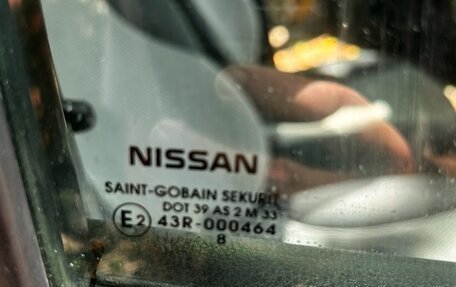 NISSAN
SAINT-GOBAIN SEKURIT
DOT 39 AS 2 M 33
E2 43R-000464
8